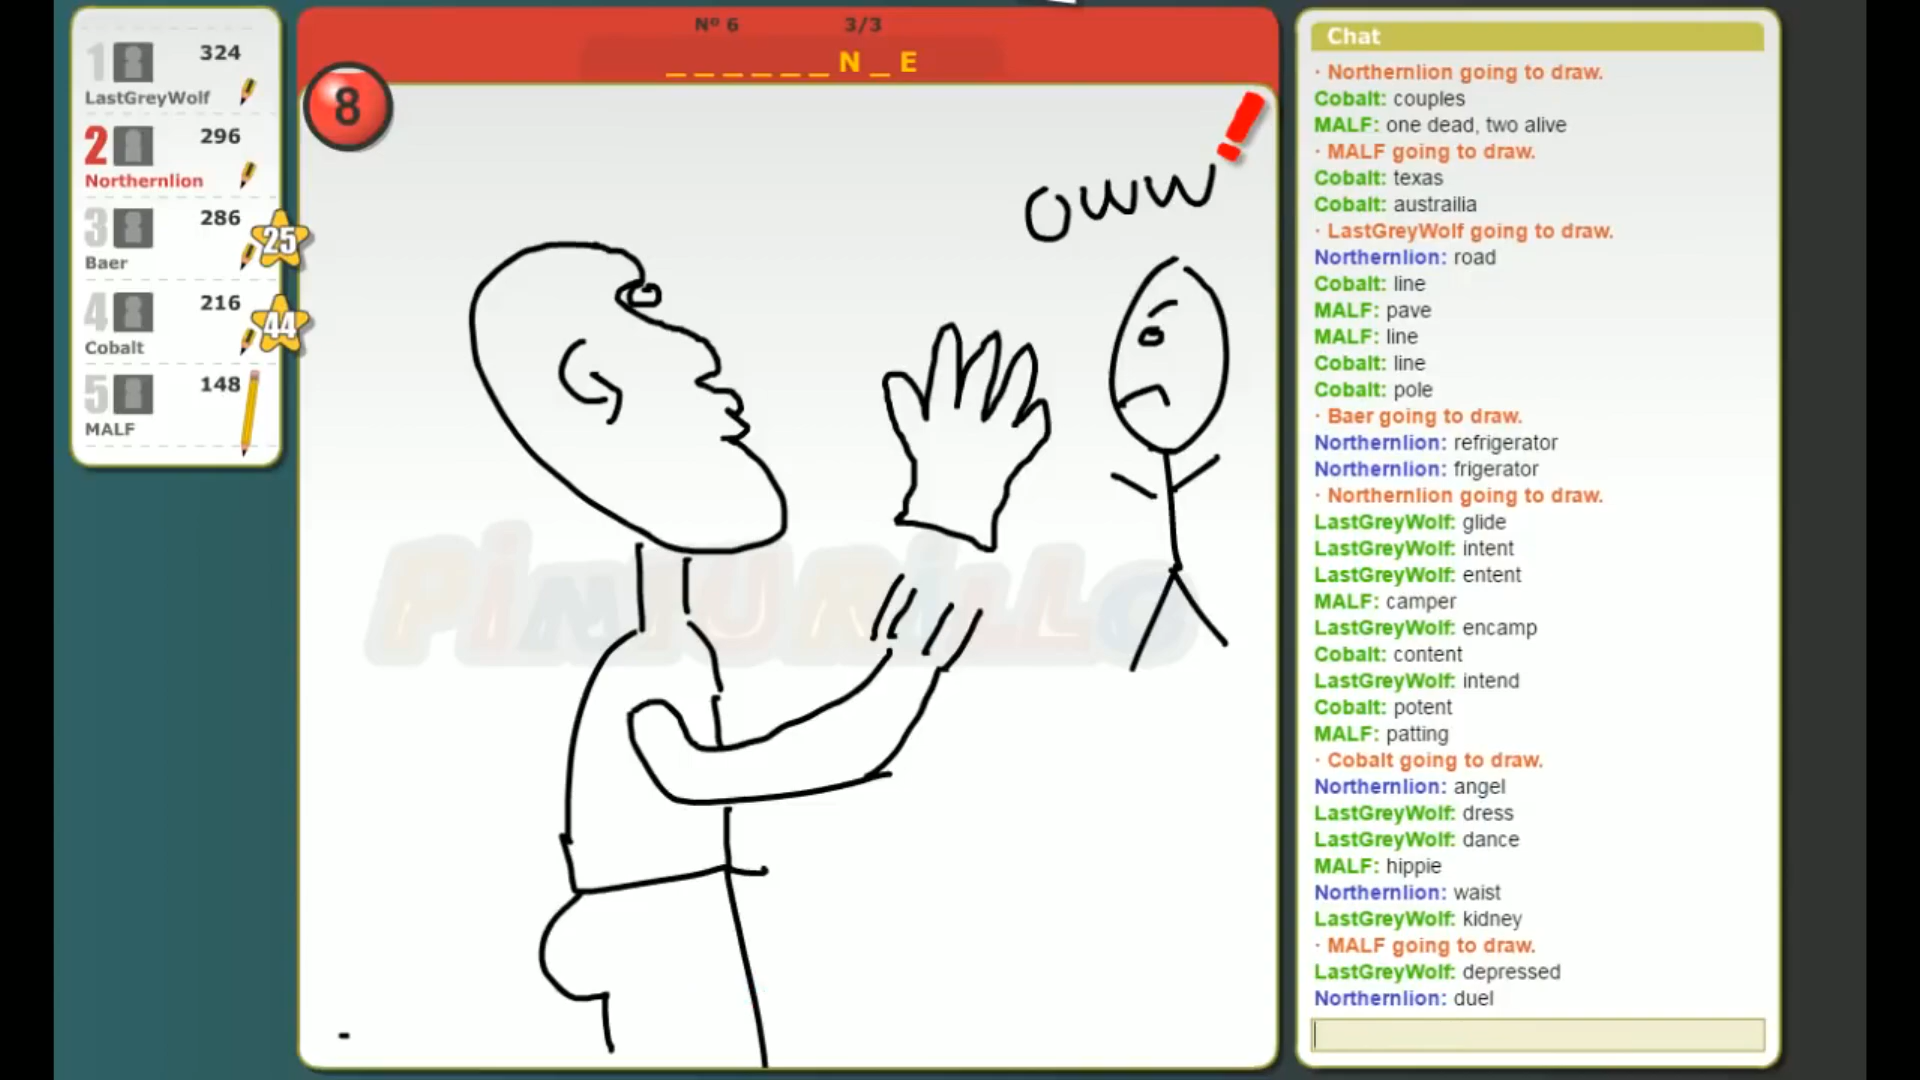 Nº 6 3/3
_ _ _ _ _ _ N _ E
8
1 324
LastGreyWolf
2 296
Northernlion
3 286
Baer
25
4 216
Cobalt
44
5 148
MALF
oww!
PinTURiLLO
-
Chat
· Northernlion going to draw.
Cobalt: couples
MALF: one dead, two alive
· MALF going to draw.
Cobalt: texas
Cobalt: austrailia
· LastGreyWolf going to draw.
Northernlion: road
Cobalt: line
MALF: pave
MALF: line
Cobalt: line
Cobalt: pole
· Baer going to draw.
Northernlion: refrigerator
Northernlion: frigerator
· Northernlion going to draw.
LastGreyWolf: glide
LastGreyWolf: intent
LastGreyWolf: entent
MALF: camper
LastGreyWolf: encamp
Cobalt: content
LastGreyWolf: intend
Cobalt: potent
MALF: patting
· Cobalt going to draw.
Northernlion: angel
LastGreyWolf: dress
LastGreyWolf: dance
MALF: hippie
Northernlion: waist
LastGreyWolf: kidney
· MALF going to draw.
LastGreyWolf: depressed
Northernlion: duel